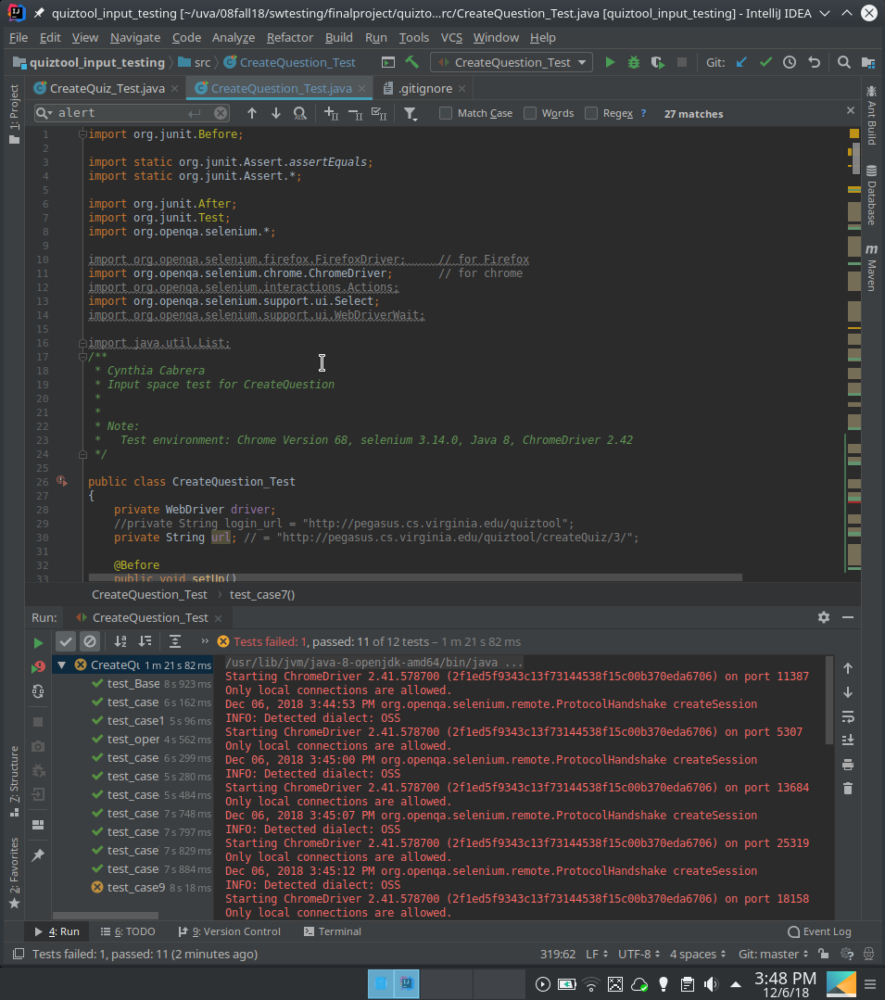 quiztool_input_testing [~/uva/08fall18/swtesting/finalproject/quizto...rc/CreateQuestion_Test.java [quiztool_input_testing] - IntelliJ IDEA
File Edit View Navigate Code Analyze Refactor Build Run Tools VCS Window Help
quiztool_input_testing src CreateQuestion_Test CreateQuestion_Test Git:
CreateQuiz_Test.java CreateQuestion_Test.java .gitignore
alert Match Case Words Regex ? 27 matches
1: Project
Ant Build
Database
Maven
1 import org.junit.Before;
2
3 import static org.junit.Assert.assertEquals;
4 import static org.junit.Assert.*;
5
6 import org.junit.After;
7 import org.junit.Test;
8 import org.openqa.selenium.*;
9
10 import org.openqa.selenium.firefox.FirefoxDriver; // for Firefox
11 import org.openqa.selenium.chrome.ChromeDriver; // for chrome
12 import org.openqa.selenium.interactions.Actions;
13 import org.openqa.selenium.support.ui.Select;
14 import org.openqa.selenium.support.ui.WebDriverWait;
15
16 import java.util.List;
17 /**
18 * Cynthia Cabrera
19 * Input space test for CreateQuestion
20 *
21 *
22 * Note:
23 * Test environment: Chrome Version 68, selenium 3.14.0, Java 8, ChromeDriver 2.42
24 */
25
26 public class CreateQuestion_Test
27 {
28 private WebDriver driver;
29 //private String login_url = "http://pegasus.cs.virginia.edu/quiztool";
30 private String url; // = "http://pegasus.cs.virginia.edu/quiztool/createQuiz/3/";
31
32 @Before
33 public void setUp()
CreateQuestion_Test test_case7()
Run: CreateQuestion_Test
Tests failed: 1, passed: 11 of 12 tests – 1 m 21 s 82 ms
CreateQu 1 m 21 s 82 ms
test_Base 8 s 923 ms
test_case 6 s 162 ms
test_case1 5 s 96 ms
test_oper 4 s 562 ms
test_case 6 s 299 ms
test_case 5 s 280 ms
test_case 5 s 484 ms
test_case 7 s 748 ms
test_case 7 s 797 ms
test_case 7 s 829 ms
test_case 7 s 884 ms
test_case9 8 s 18 ms
/usr/lib/jvm/java-8-openjdk-amd64/bin/java ...
Starting ChromeDriver 2.41.578700 (2f1ed5f9343c13f73144538f15c00b370eda6706) on port 11387
Only local connections are allowed.
Dec 06, 2018 3:44:53 PM org.openqa.selenium.remote.ProtocolHandshake createSession
INFO: Detected dialect: OSS
Starting ChromeDriver 2.41.578700 (2f1ed5f9343c13f73144538f15c00b370eda6706) on port 5307
Only local connections are allowed.
Dec 06, 2018 3:45:00 PM org.openqa.selenium.remote.ProtocolHandshake createSession
INFO: Detected dialect: OSS
Starting ChromeDriver 2.41.578700 (2f1ed5f9343c13f73144538f15c00b370eda6706) on port 13684
Only local connections are allowed.
Dec 06, 2018 3:45:07 PM org.openqa.selenium.remote.ProtocolHandshake createSession
INFO: Detected dialect: OSS
Starting ChromeDriver 2.41.578700 (2f1ed5f9343c13f73144538f15c00b370eda6706) on port 25319
Only local connections are allowed.
Dec 06, 2018 3:45:12 PM org.openqa.selenium.remote.ProtocolHandshake createSession
INFO: Detected dialect: OSS
Starting ChromeDriver 2.41.578700 (2f1ed5f9343c13f73144538f15c00b370eda6706) on port 18158
Only local connections are allowed.
7: Structure
2: Favorites
4: Run 6: TODO 9: Version Control Terminal Event Log
Tests failed: 1, passed: 11 (2 minutes ago) 319:62 LF UTF-8 4 spaces Git: master
3:48 PM
12/6/18